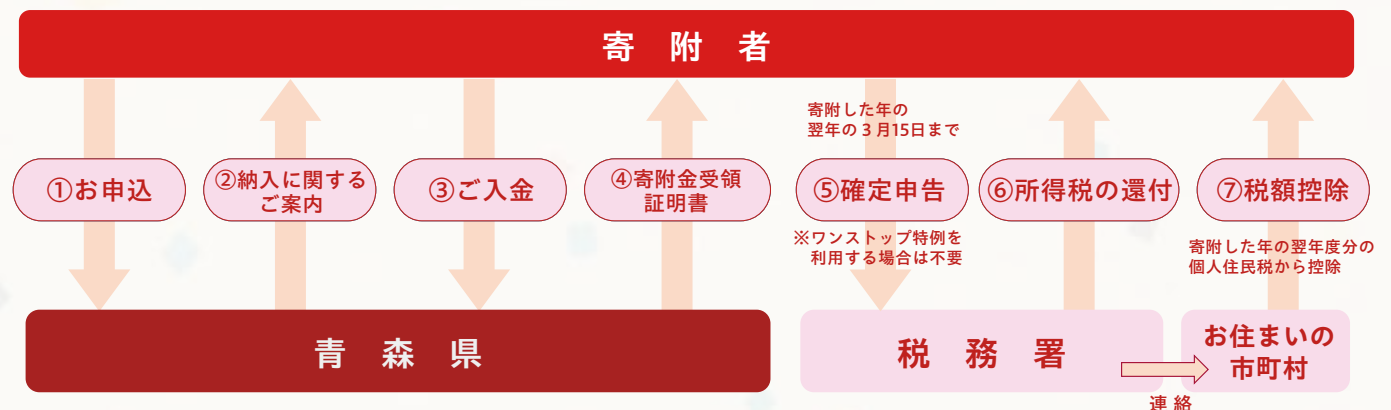 寄附者
寄附した年の
翌年の3月15日まで
①お申込
②納入に関する
ご案内
③ご入金
④寄附金受領
証明書
⑤確定申告
⑥所得税の還付
⑦税額控除
※ワンストップ特例を
利用する場合は不要
寄附した年の翌年度分の
個人住民税から控除
青森県
税務署
お住まいの
市町村
連絡